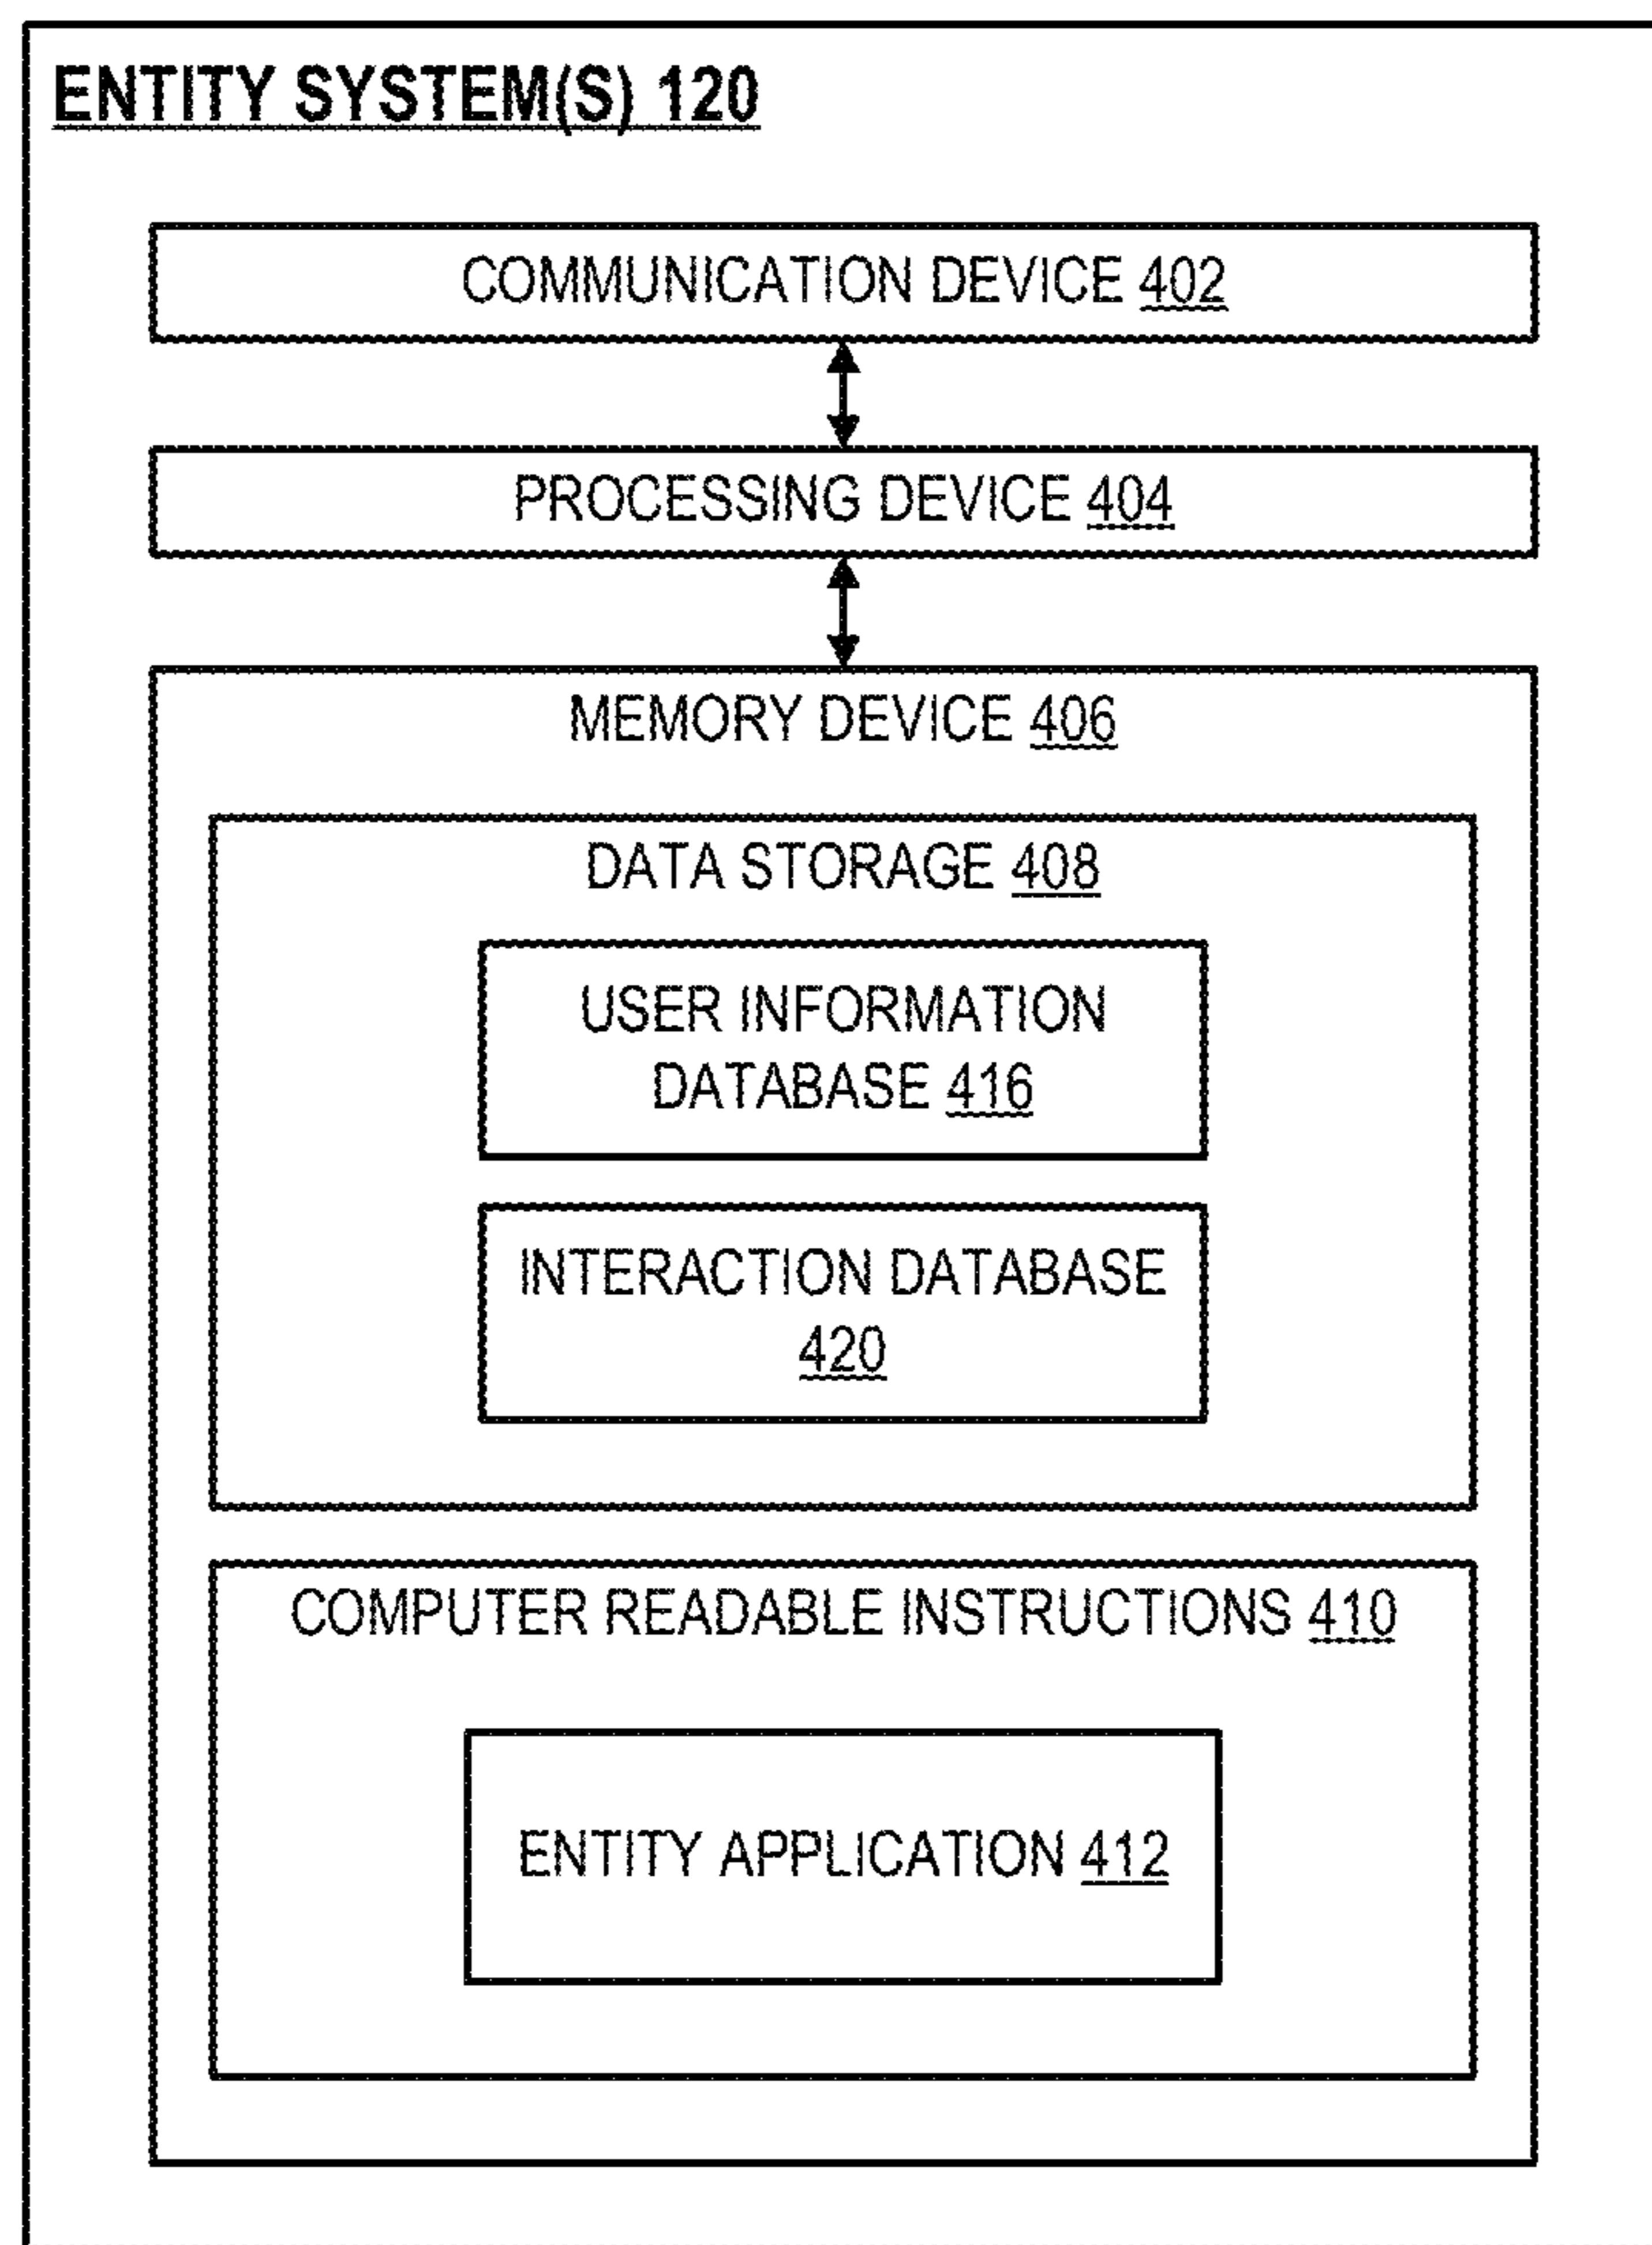 ENTITY SYSTEM(S) 120
COMMUNICATION DEVICE 402
PROCESSING DEVICE 404
MEMORY DEVICE 406
DATA STORAGE 408
USER INFORMATION
DATABASE 416
INTERACTION DATABASE
420
COMPUTER READABLE INSTRUCTIONS 410
ENTITY APPLICATION 412